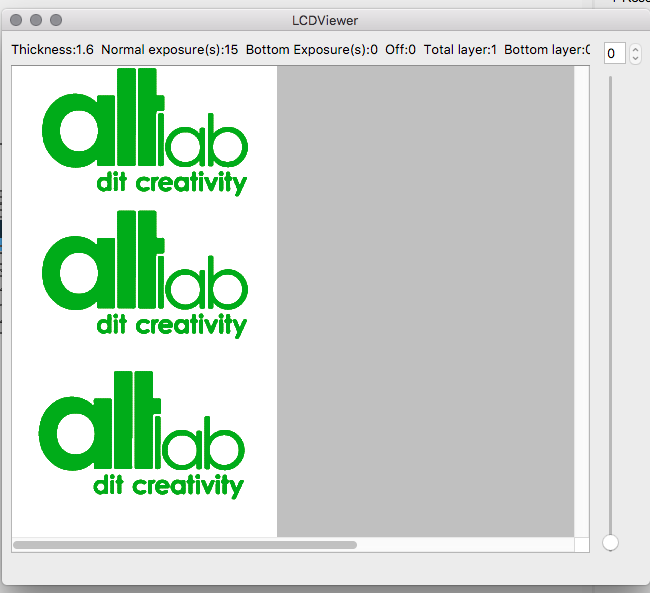 LCDViewer
Thickness:1.6 Normal exposure(s):15 Bottom Exposure(s):0 Off:0 Total layer:1 Bottom layer:0
0
altlab
dit creativity
altlab
dit creativity
altlab
dit creativity